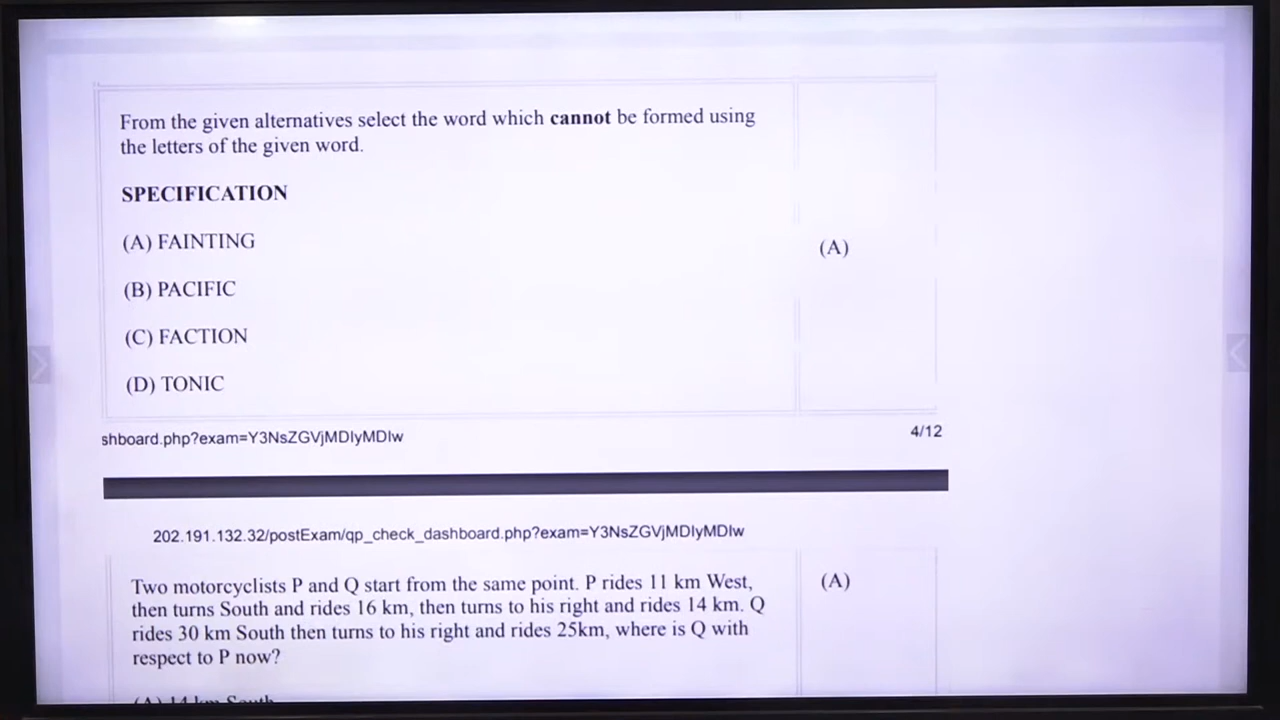 From the given alternatives select the word which cannot be formed using
the letters of the given word.
SPECIFICATION
(A) FAINTING
(A)
(B) PACIFIC
(C) FACTION
(D) TONIC
shboard.php?exam=Y3NsZGVjMDIyMDIw
4/12
202.191.132.32/postExam/qp_check_dashboard.php?exam=Y3NsZGVjMDIyMDIw
Two motorcyclists P and Q start from the same point. P rides 11 km West,
(A)
then turns South and rides 16 km, then turns to his right and rides 14 km. Q
rides 30 km South then turns to his right and rides 25km, where is Q with
respect to P now?
(A) 14 km South